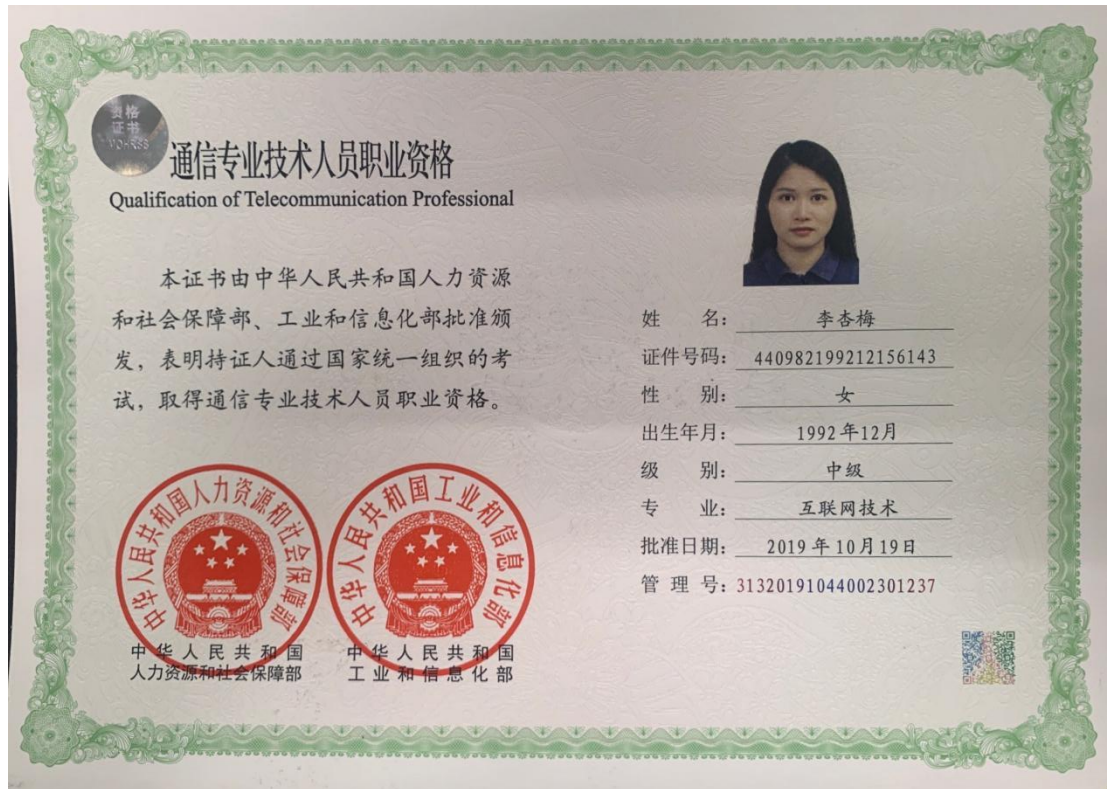 资格
证书
MOHRSS
通信专业技术人员职业资格
Qualification of Telecommunication Professional
本证书由中华人民共和国人力资源
和社会保障部、工业和信息化部批准颁
发，表明持证人通过国家统一组织的考
试，取得通信专业技术人员职业资格。
中华人民共和国人力资源和社会保障部
中华人民共和国
人力资源和社会保障部
中华人民共和国工业和信息化部
中华人民共和国
工业和信息化部
姓 名：李杏梅
证件号码：440982199212156143
性 别：女
出生年月：1992年12月
级 别：中级
专 业：互联网技术
批准日期：2019年10月19日
管 理 号：31320191044002301237